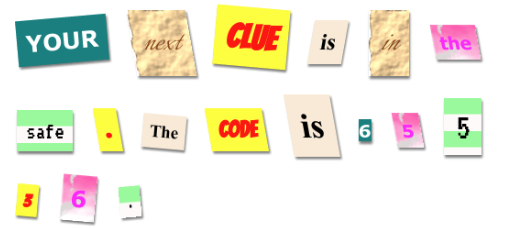 YOUR next CLUE is in the
safe . The CODE is 6 5 5
3 6 .